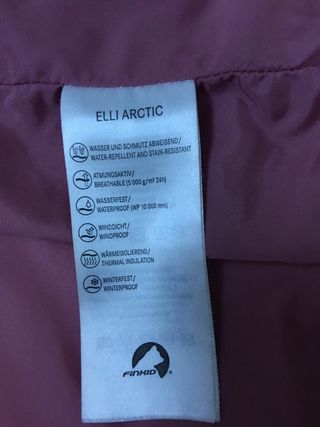 ELLI ARCTIC
WASSER UND SCHMUTZ ABWEISEND/
WATER-REPELLENT AND STAIN-RESISTANT
ATMUNGSAKTIV/
BREATHABLE (5 000 g/m² 24h)
WASSERFEST/
WATERPROOF (WP 10 000 mm)
WINDDICHT/
WINDPROOF
WÄRMEISOLIEREND/
THERMAL INSULATION
WINTERFEST/
WINTERPROOF
FINKID®